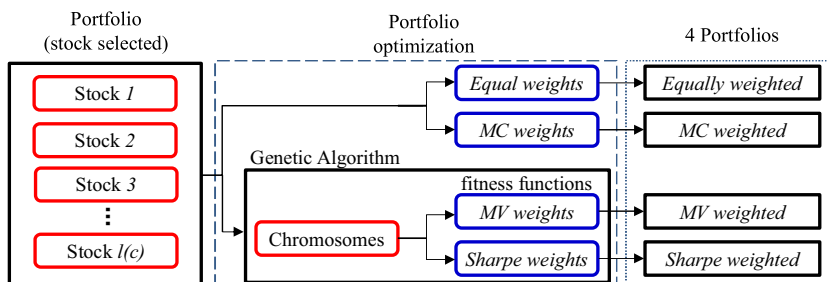 Portfolio
(stock selected)
Portfolio
optimization
4 Portfolios
Stock 1
Stock 2
Stock 3
⋮
Stock l(c)
Equal weights
MC weights
Genetic Algorithm
fitness functions
Chromosomes
MV weights
Sharpe weights
Equally weighted
MC weighted
MV weighted
Sharpe weighted